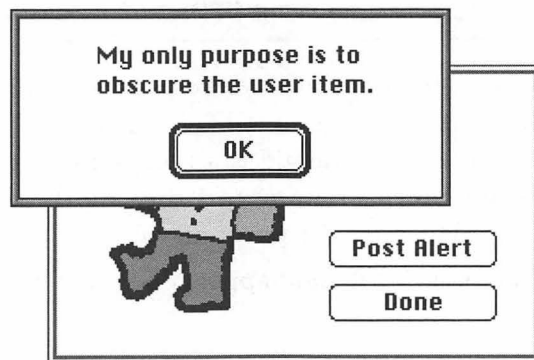 My only purpose is to
obscure the user item.
OK
Post Alert
Done